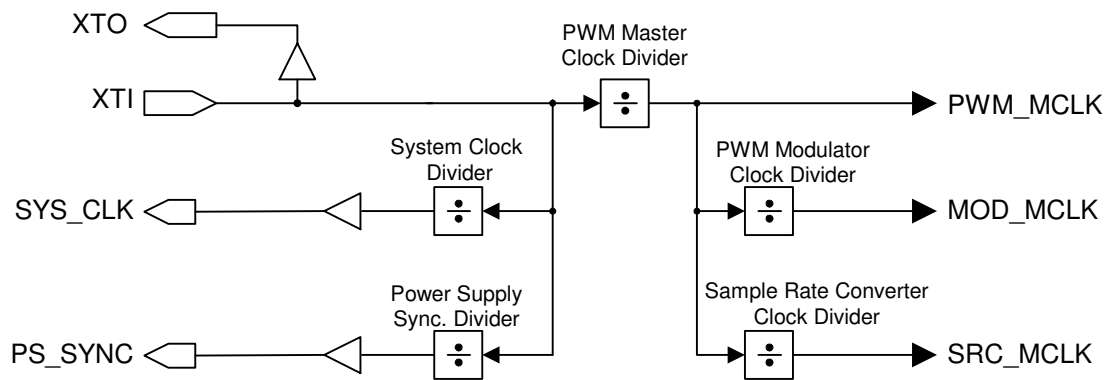 XTO
PWM Master
Clock Divider
XTI
PWM_MCLK
System Clock
Divider
PWM Modulator
Clock Divider
SYS_CLK
MOD_MCLK
Power Supply
Sync. Divider
Sample Rate Converter
Clock Divider
PS_SYNC
SRC_MCLK